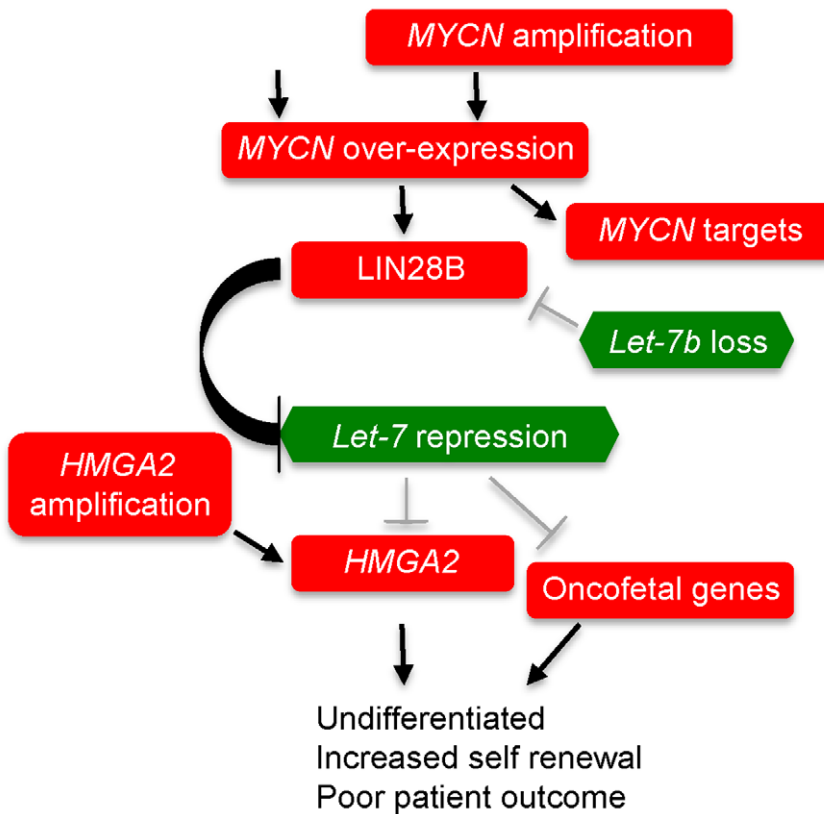 MYCN amplification
MYCN over-expression
MYCN targets
LIN28B
Let-7b loss
Let-7 repression
HMGA2
amplification
HMGA2
Oncofetal genes
Undifferentiated
Increased self renewal
Poor patient outcome